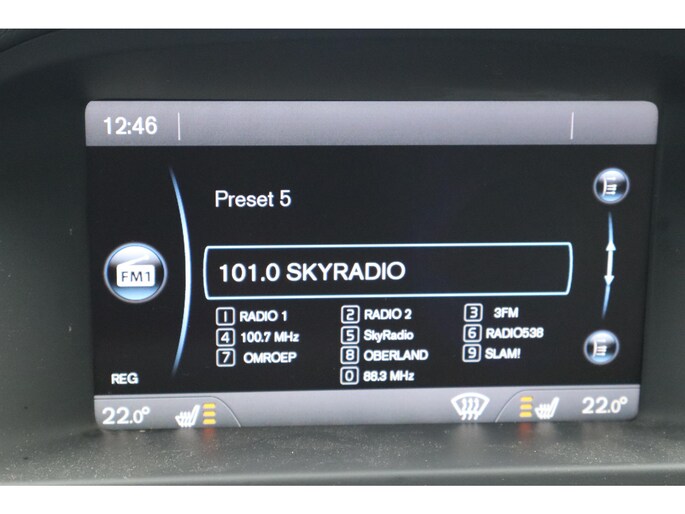 12:46
Preset 5
FM1
101.0 SKYRADIO
1 RADIO 1 2 RADIO 2 3 3FM
4 100.7 MHz 5 SkyRadio 6 RADIO538
7 OMROEP 8 OBERLAND 9 SLAM!
0 88.3 MHz
REG
22.0° 22.0°